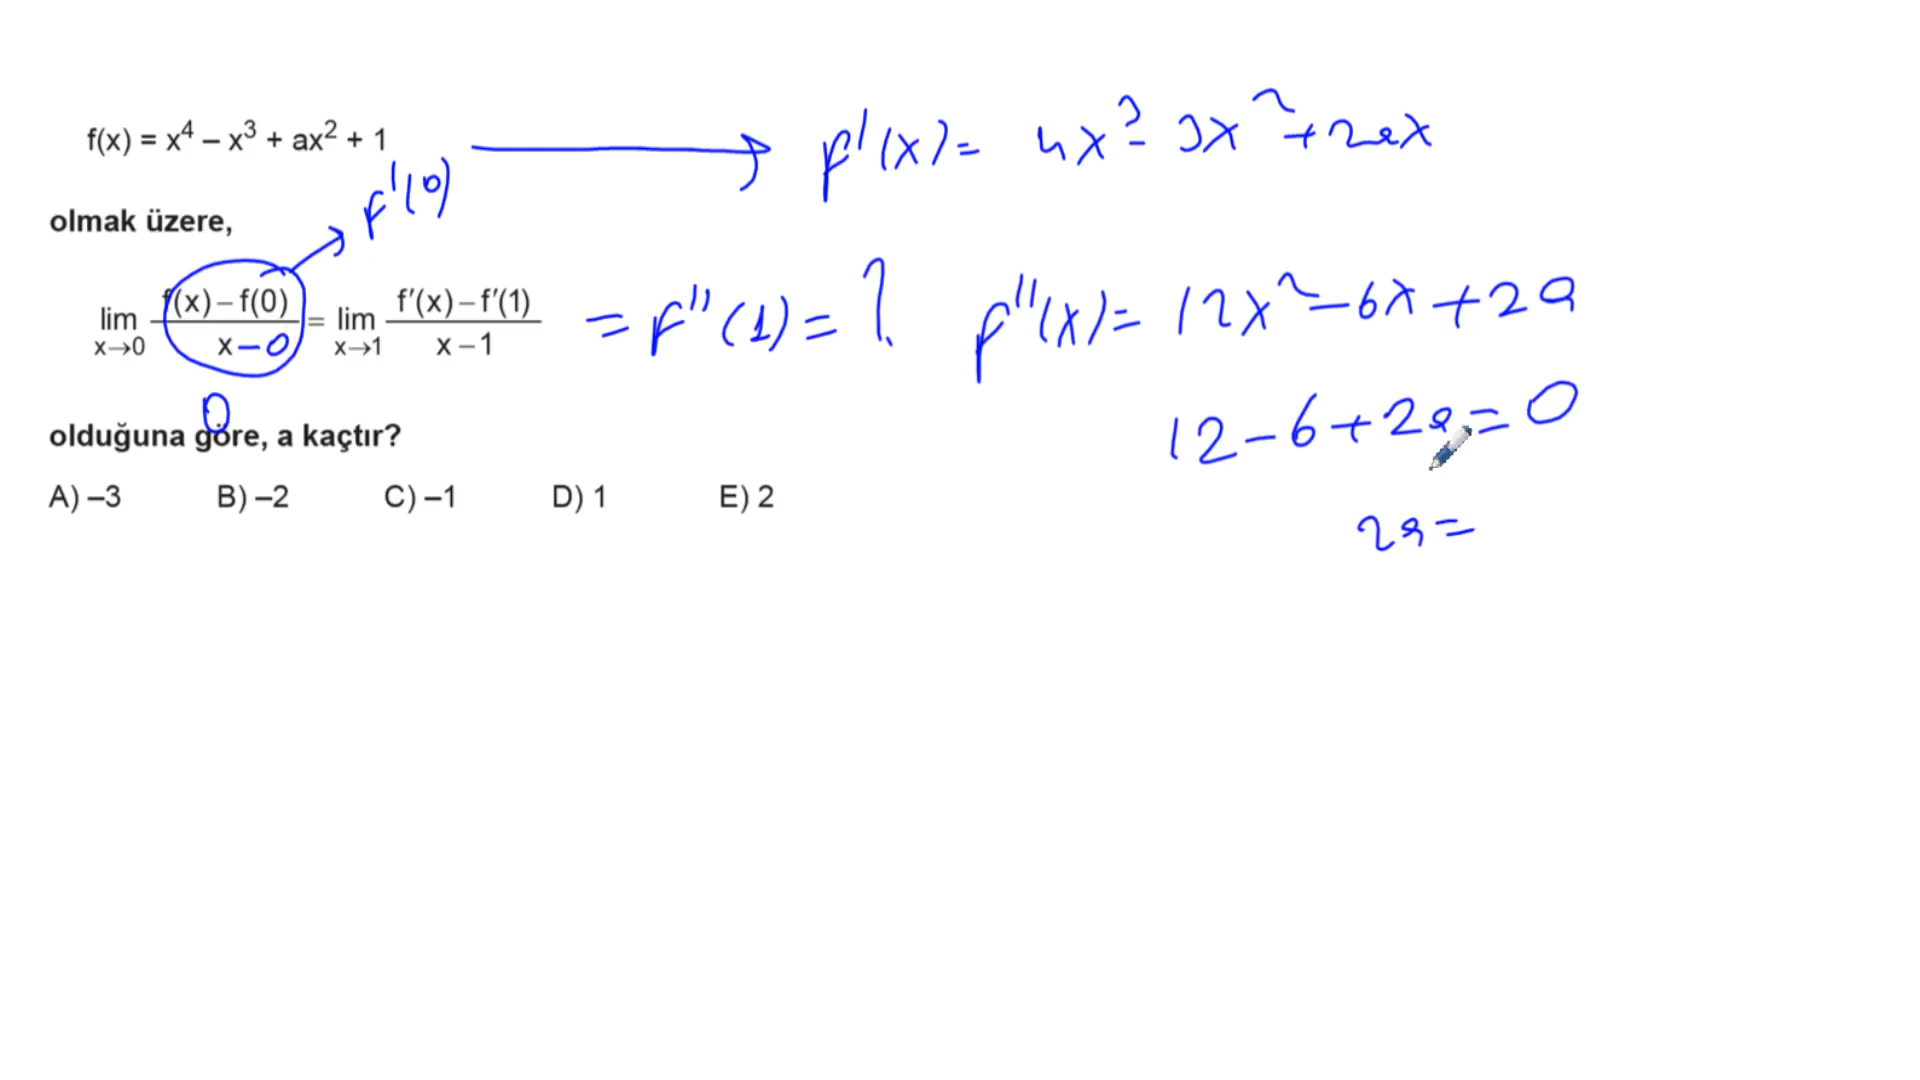 f(x) = x⁴ – x³ + ax² + 1
f'(x) = 4x³ - 3x² + 2ax
f'(0)
olmak üzere,
lim x→0 f(x) – f(0) / x - 0 = lim x→1 f′(x) – f′(1) / x – 1 = f''(1) = ?
f''(x) = 12x² - 6x + 2a
0
12 - 6 + 2a = 0
olduğuna göre, a kaçtır?
A) –3 B) –2 C) –1 D) 1 E) 2
2a =